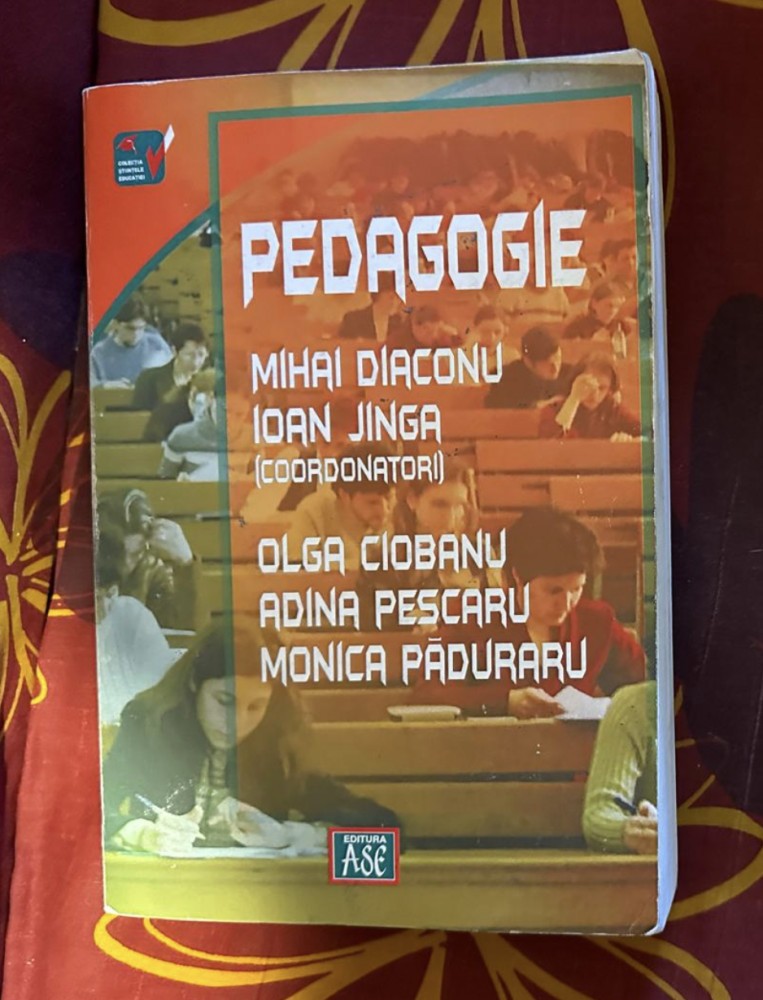 COLECȚIA
ȘTIINȚELE
EDUCAȚIEI
PEDAGOGIE
MIHAI DIACONU
IOAN JINGA
(COORDONATORI)
OLGA CIOBANU
ADINA PESCARU
MONICA PĂDURARU
EDITURA
ASE